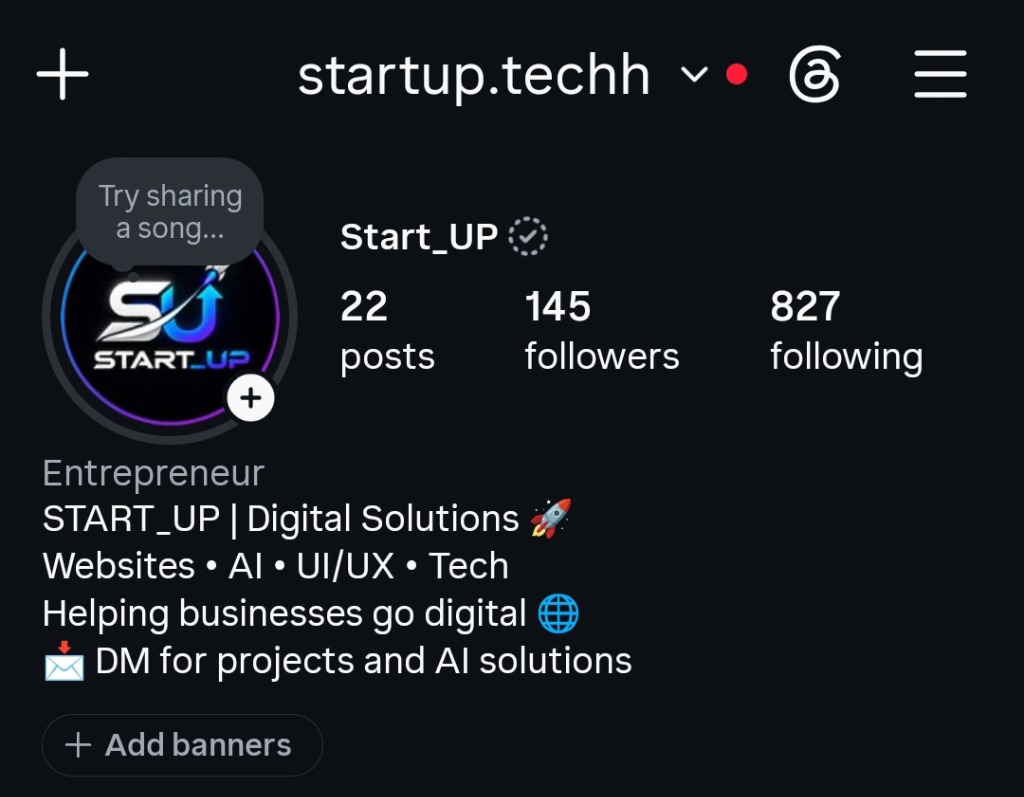 startup.techh
Try sharing
a song...
Start_UP
22 posts
145 followers
827 following
SU
START_UP
Entrepreneur
START_UP | Digital Solutions 🚀
Websites • AI • UI/UX • Tech
Helping businesses go digital 🌐
📩 DM for projects and AI solutions
+ Add banners